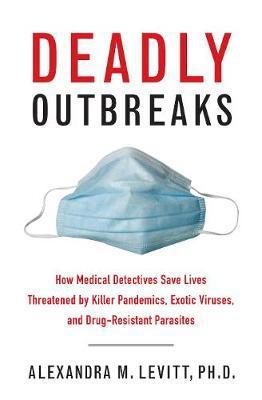 DEADLY
OUTBREAKS
How Medical Detectives Save Lives
Threatened by Killer Pandemics, Exotic Viruses,
and Drug-Resistant Parasites
ALEXANDRA M. LEVITT, PH.D.